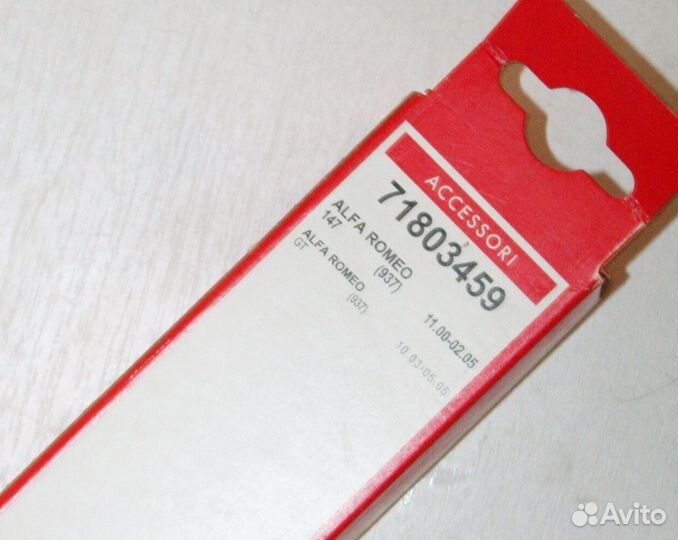 ACCESSORI
71803459
ALFA ROMEO
147 (937) 11.00-02.05
ALFA ROMEO
GT (937) 10.03-05.05
Avito